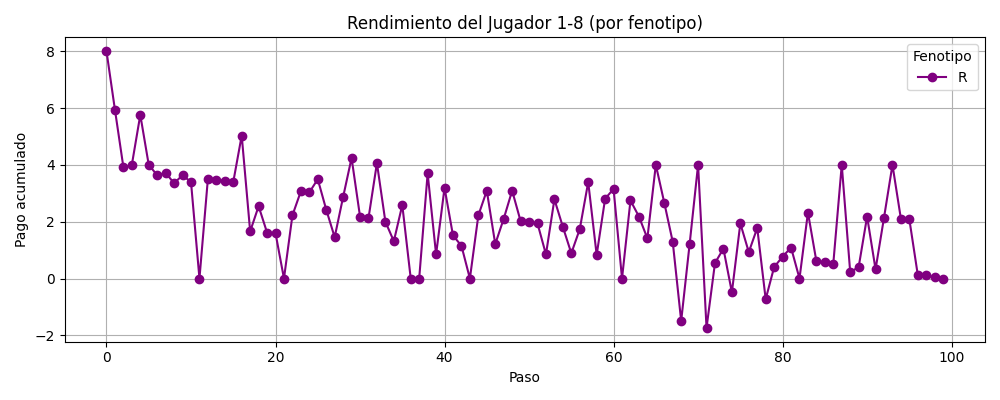 Rendimiento del Jugador 1-8 (por fenotipo)
Fenotipo
R
Pago acumulado
8
6
4
2
0
−2
0 20 40 60 80 100
Paso